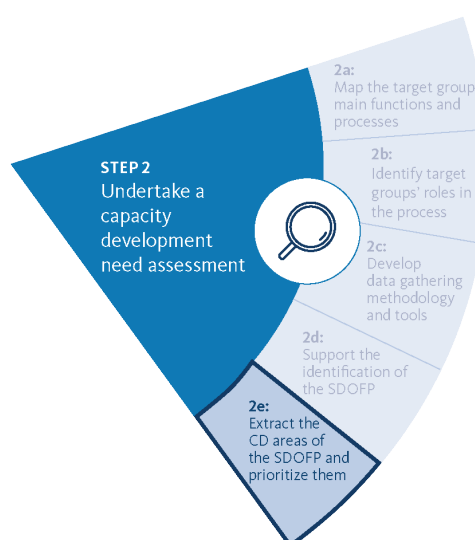 STEP 2
Undertake a
capacity
development
need assessment
2a:
Map the target group
main functions and
processes
2b:
Identify target
groups' roles in
the process
2c:
Develop
data gathering
methodology
and tools
2d:
Support the
identification of
the SDOFP
2e:
Extract the
CD areas of
the SDOFP and
prioritize them